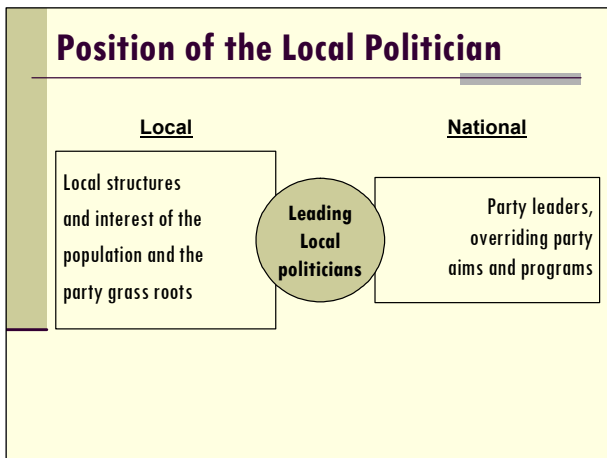 Position of the Local Politician
Local
National
Local structures
and interest of the
population and the
party grass roots
Leading
Local
politicians
Party leaders,
overriding party
aims and programs